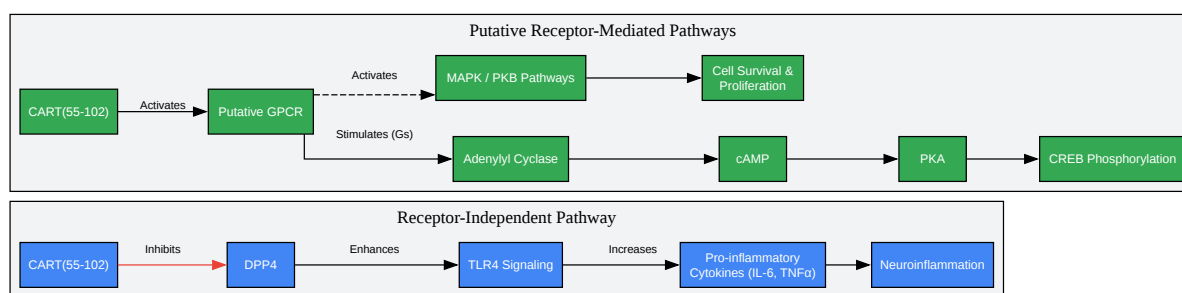 Putative Receptor-Mediated Pathways
Activates
MAPK / PKB Pathways
Cell Survival &
Proliferation
CART(55-102)
Activates
Putative GPCR
Stimulates (Gs)
Adenylyl Cyclase
cAMP
PKA
CREB Phosphorylation
Receptor-Independent Pathway
CART(55-102)
Inhibits
DPP4
Enhances
TLR4 Signaling
Increases
Pro-inflammatory
Cytokines (IL-6, TNFα)
Neuroinflammation